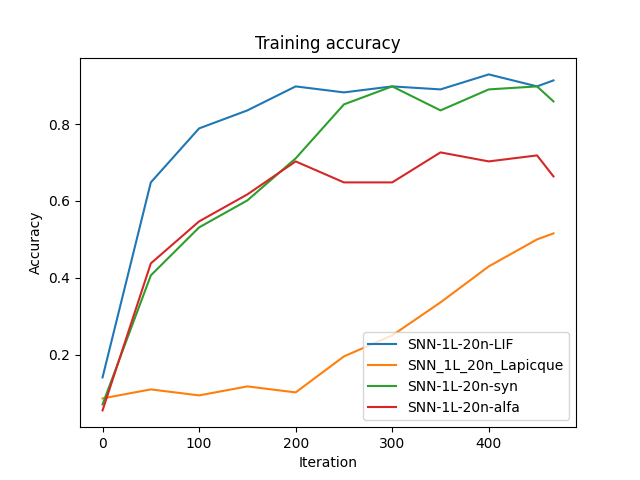 Training accuracy
Accuracy
0.8
0.6
0.4
0.2
0
100
200
300
400
Iteration
SNN-1L-20n-LIF
SNN_1L_20n_Lapicque
SNN-1L-20n-syn
SNN-1L-20n-alfa